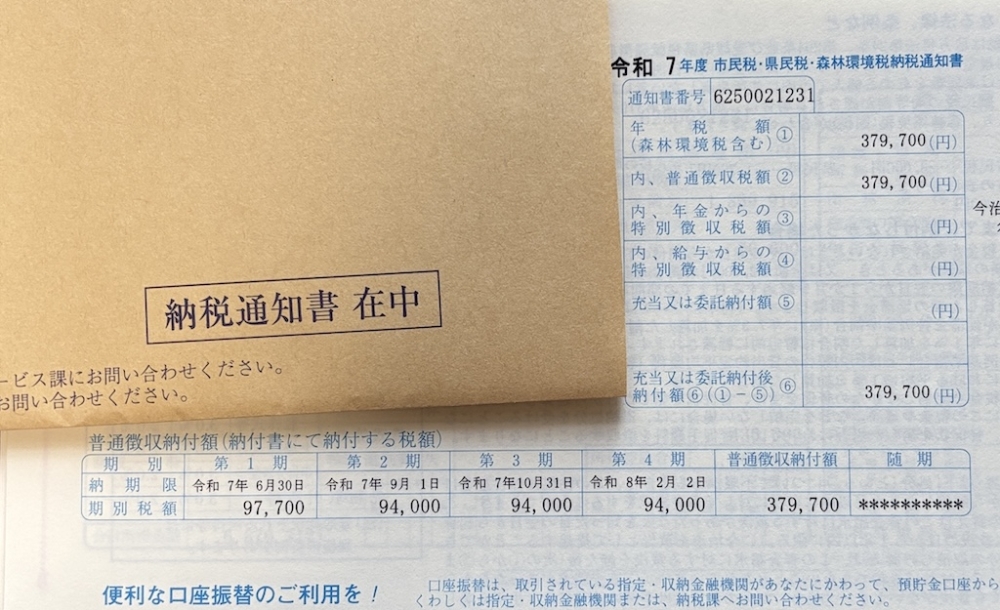 納税通知書 在中
ービス課にお問い合わせください。
お問い合わせください。
令和 7年度 市民税・県民税・森林環境税納税通知書
通知書番号 6250021231
年税額(森林環境税含む)① 379,700(円)
内、普通徴収税額② 379,700(円)
内、年金からの特別徴収税額③ (円)
内、給与からの特別徴収税額④ (円)
充当又は委託納付額⑤ (円)
充当又は委託納付後納付額⑥(①-⑤)⑥ 379,700(円)
今治
普通徴収納付額(納付書にて納付する税額)
期別 第1期 第2期 第3期 第4期 普通徴収納付額 随期
納期限 令和 7年 6月30日 令和 7年 9月 1日 令和 7年10月31日 令和 8年 2月 2日
期別税額 97,700 94,000 94,000 94,000 379,700 **********
便利な口座振替のご利用を!
口座振替は、取引されている指定・収納金融機関があなたにかわって、預貯金口座から
くわしくは指定・収納金融機関または、納税課へお問い合わせください。